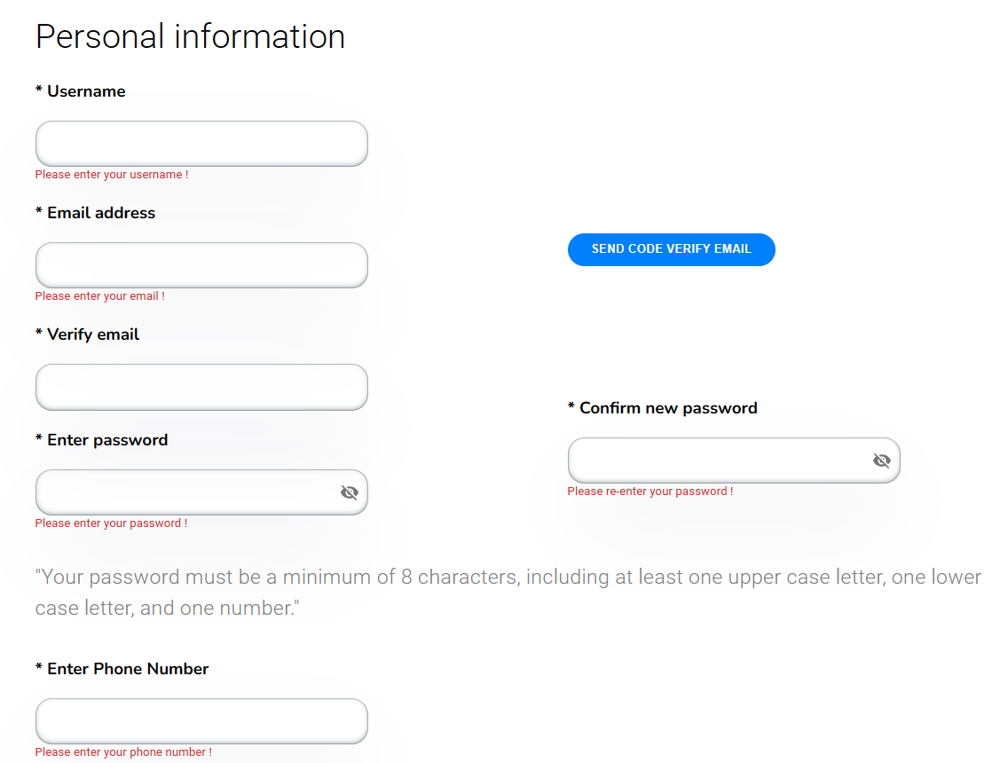 Personal information
* Username
Please enter your username !
* Email address
SEND CODE VERIFY EMAIL
Please enter your email !
* Verify email
* Confirm new password
* Enter password
Please re-enter your password !
Please enter your password !
"Your password must be a minimum of 8 characters, including at least one upper case letter, one lower
case letter, and one number."
* Enter Phone Number
Please enter your phone number !